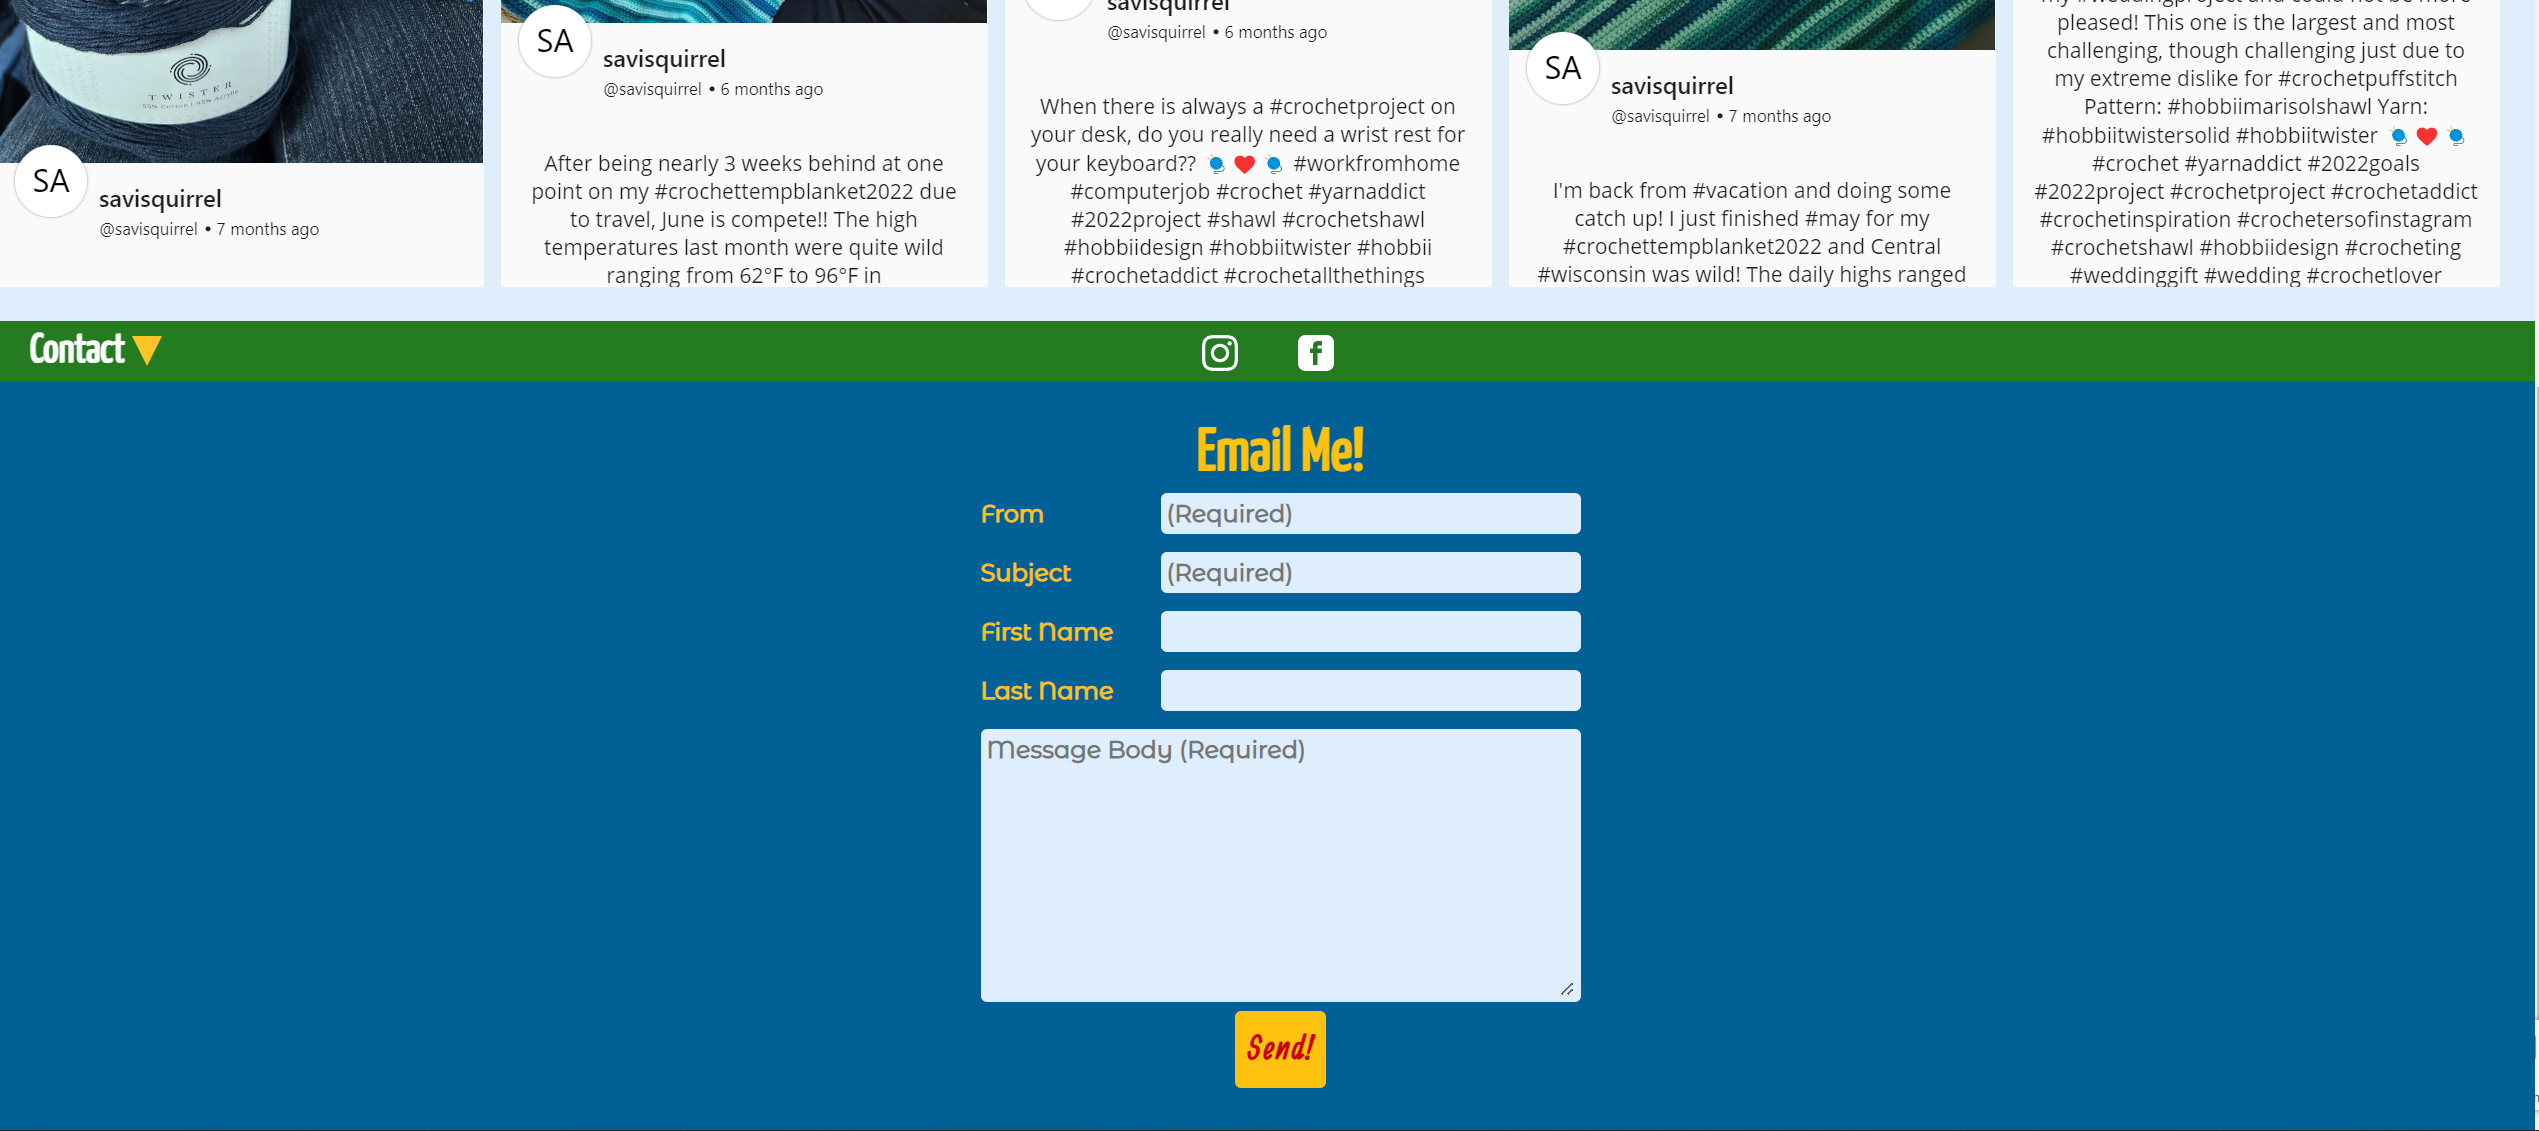 TWISTER
55% Cotton | 45% Acrylic
SA
savisquirrel
@savisquirrel • 7 months ago
SA
savisquirrel
@savisquirrel • 6 months ago
After being nearly 3 weeks behind at one
point on my #crochettempblanket2022 due
to travel, June is compete!! The high
temperatures last month were quite wild
ranging from 62°F to 96°F in
savisquirrel
@savisquirrel • 6 months ago
When there is always a #crochetproject on
your desk, do you really need a wrist rest for
your keyboard?? 🧶❤️🧶 #workfromhome
#computerjob #crochet #yarnaddict
#2022project #shawl #crochetshawl
#hobbiidesign #hobbiitwister #hobbii
#crochetaddict #crochetallthethings
SA
savisquirrel
@savisquirrel • 7 months ago
I'm back from #vacation and doing some
catch up! I just finished #may for my
#crochettempblanket2022 and Central
#wisconsin was wild! The daily highs ranged
my #weddingproject and could not be more
pleased! This one is the largest and most
challenging, though challenging just due to
my extreme dislike for #crochetpuffstitch
Pattern: #hobbiimarisolshawl Yarn:
#hobbiitwistersolid #hobbiitwister 🧶❤️🧶
#crochet #yarnaddict #2022goals
#2022project #crochetproject #crochetaddict
#crochetinspiration #crochetersofinstagram
#crochetshawl #hobbiidesign #crocheting
#weddinggift #wedding #crochetlover
Contact ▼
Email Me!
From (Required)
Subject (Required)
First Name
Last Name
Message Body (Required)
Send!